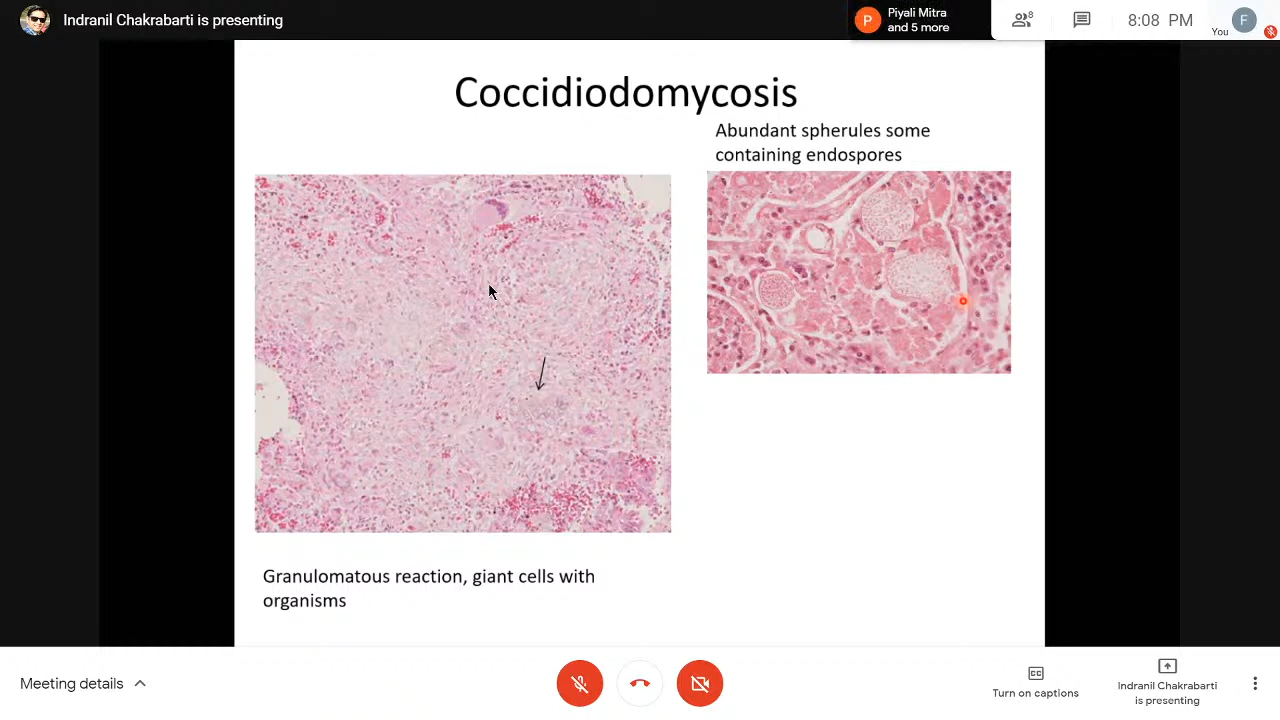 Indranil Chakrabarti is presenting
P
Piyali Mitra
and 5 more
8
8:08 PM
You
F
Coccidiodomycosis
Abundant spherules some
containing endospores
Granulomatous reaction, giant cells with
organisms
Meeting details
CC
Turn on captions
Indranil Chakrabarti
is presenting